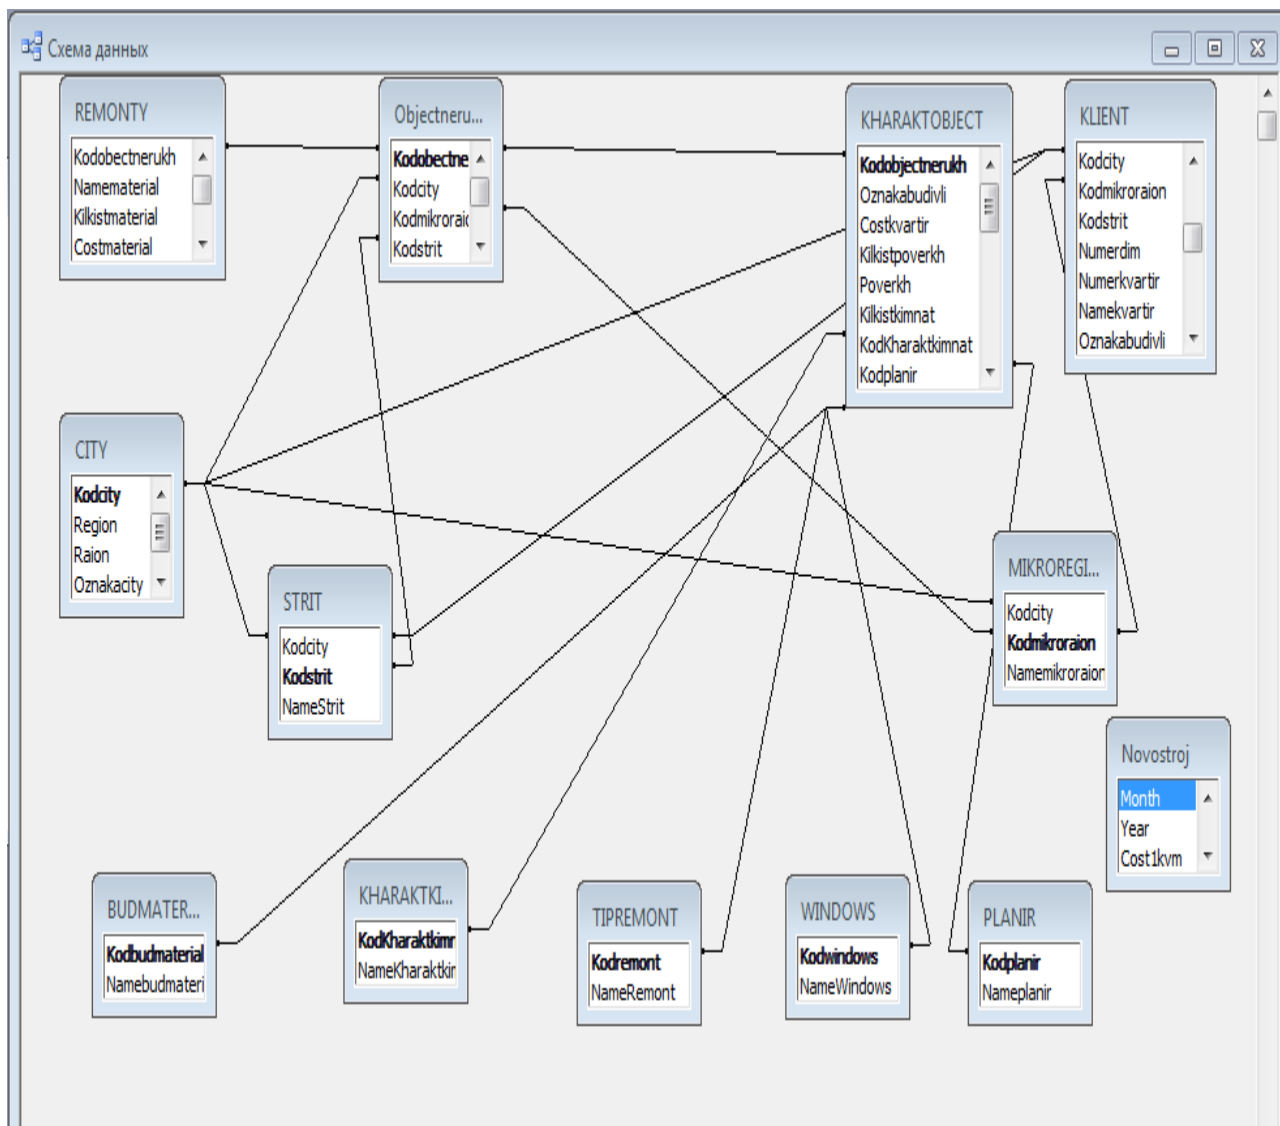 Схема данных
REMONTY
Kodobectnerukh
Namematerial
Kilkistmaterial
Costmaterial
Objectneru...
Kodobectne
Kodcity
Kodmikroraic
Kodstrit
KHARAKTOBJECT
Kodobjectnerukh
Oznakabudivli
Costkvartir
Kilkistpoverkh
Poverkh
Kilkistkimnat
KodKharaktkimnat
Kodplanir
KLIENT
Kodcity
Kodmikroraion
Kodstrit
Numerdim
Numerkvartir
Namekvartir
Oznakabudivli
CITY
Kodcity
Region
Raion
Oznakacity
STRIT
Kodcity
Kodstrit
NameStrit
MIKROREGI...
Kodcity
Kodmikroraion
Namemikroraion
Novostroj
Month
Year
Cost1kvm
BUDMATER...
Kodbudmaterial
Namebudmateri
KHARAKTKI...
KodKharaktkimr
NameKharaktkir
TIPREMONT
Kodremont
NameRemont
WINDOWS
Kodwindows
NameWindows
PLANIR
Kodplanir
Nameplanir